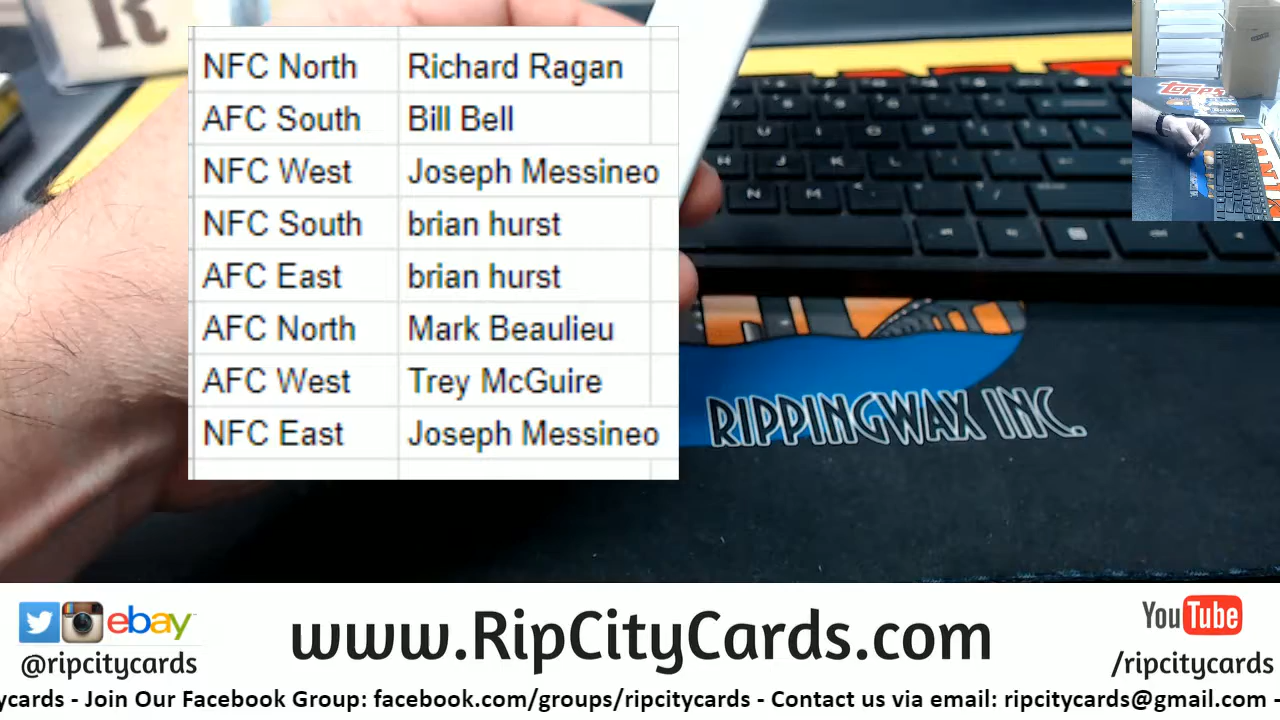 R
NFC North Richard Ragan
AFC South Bill Bell
NFC West Joseph Messineo
NFC South brian hurst
AFC East brian hurst
AFC North Mark Beaulieu
AFC West Trey McGuire
NFC East Joseph Messineo
topps
PANINI
RIPPINGWAX INC.
ebay
@ripcitycards
www.RipCityCards.com
YouTube
/ripcitycards
ycards - Join Our Facebook Group: facebook.com/groups/ripcitycards - Contact us via email: ripcitycards@gmail.com -